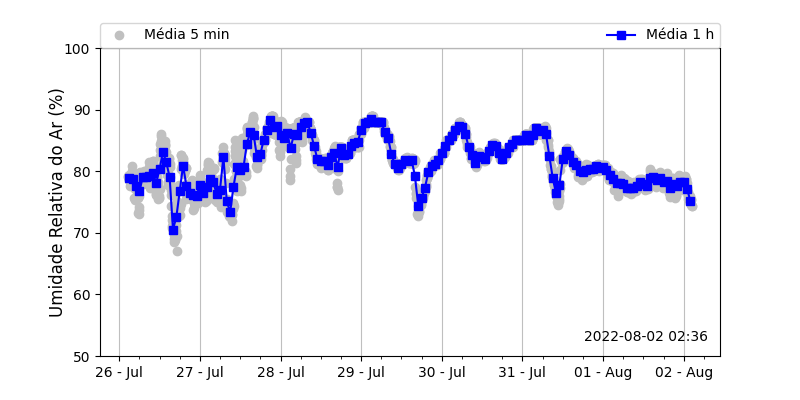 Média 5 min
Média 1 h
Umidade Relativa do Ar (%)
100
90
80
70
60
50
2022-08-02 02:36
26 - Jul
27 - Jul
28 - Jul
29 - Jul
30 - Jul
31 - Jul
01 - Aug
02 - Aug